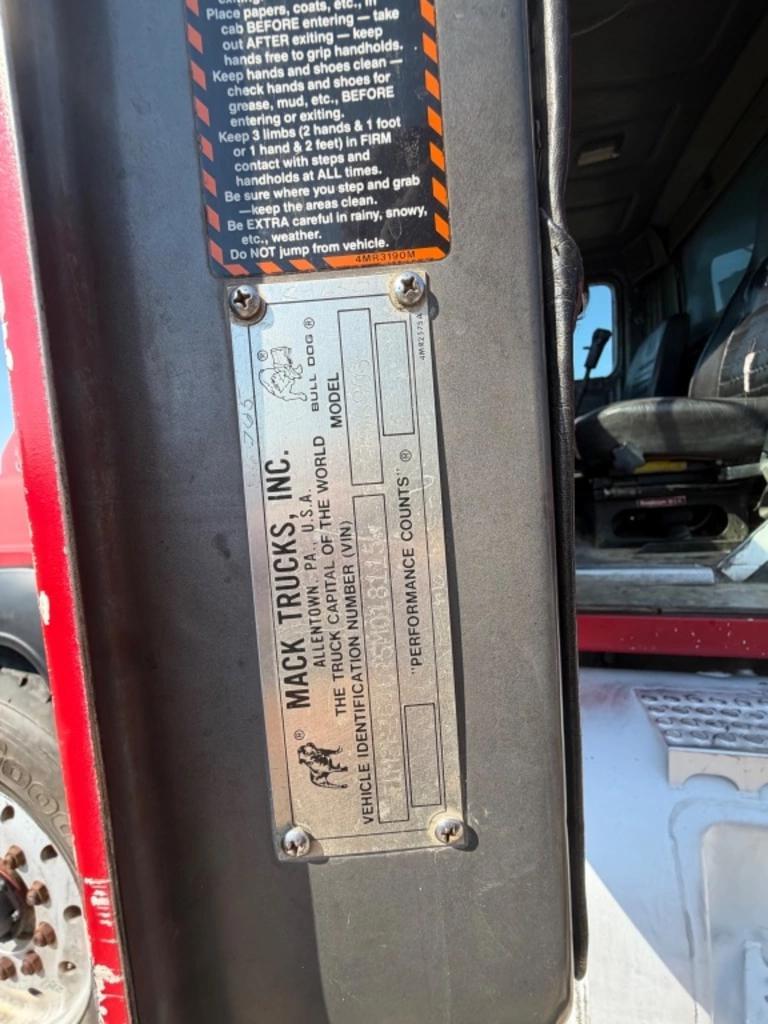 Place papers, coats, etc., in
cab BEFORE entering — take
out AFTER exiting — keep
hands free to grip handholds.
Keep hands and shoes clean —
check hands and shoes for
grease, mud, etc., BEFORE
entering or exiting.
Keep 3 limbs (2 hands & 1 foot
or 1 hand & 2 feet) in FIRM
contact with steps and
handholds at ALL times.
Be sure where you step and grab
—keep the areas clean.
Be EXTRA careful in rainy, snowy,
etc., weather.
Do NOT jump from vehicle.
4MR3190M
® MACK TRUCKS, INC. ®
ALLENTOWN, PA., U.S.A.
THE TRUCK CAPITAL OF THE WORLD
BULL DOG ®
VEHICLE IDENTIFICATION NUMBER (VIN)
MODEL
"PERFORMANCE COUNTS" ®
4MR2575A